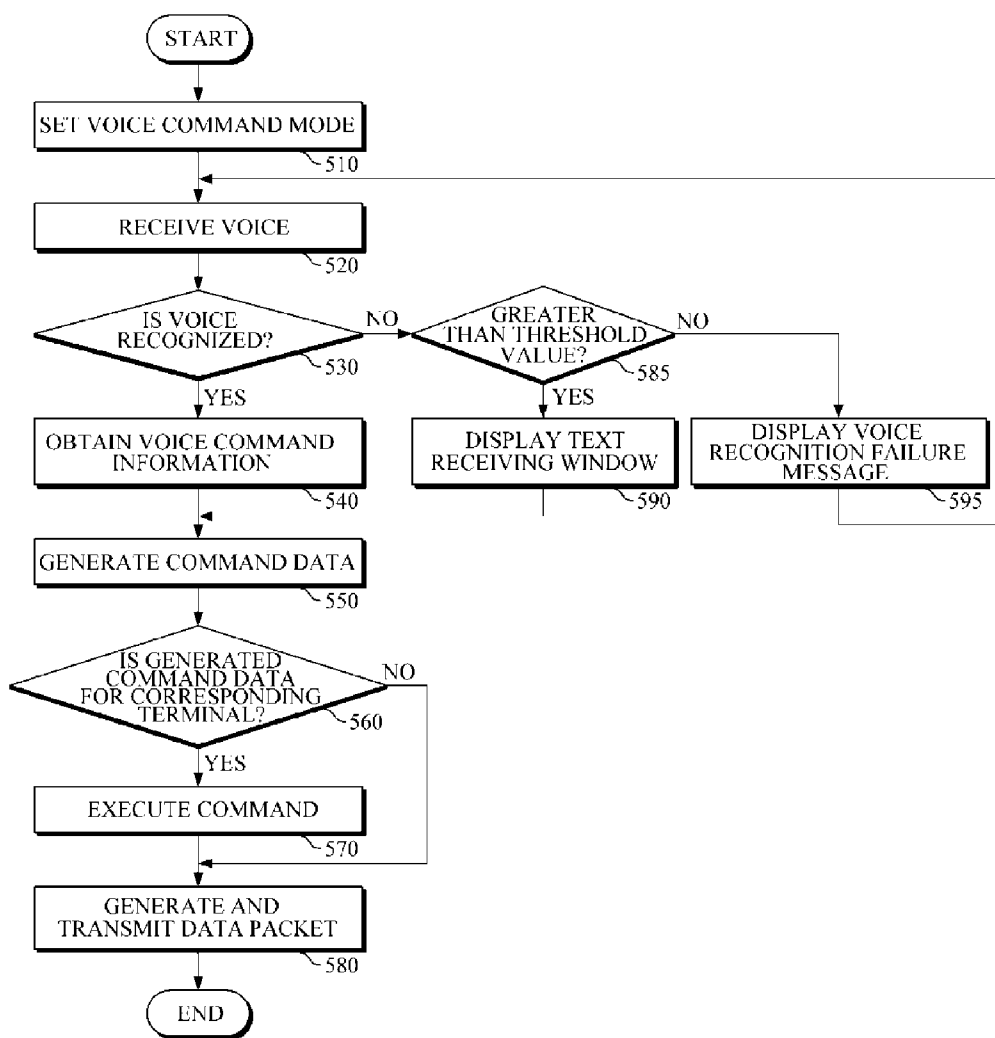 START
SET VOICE COMMAND MODE
510
RECEIVE VOICE
520
IS VOICE
RECOGNIZED?
530
NO
YES
GREATER
THAN THRESHOLD
VALUE?
585
NO
YES
OBTAIN VOICE COMMAND
INFORMATION
540
DISPLAY TEXT
RECEIVING WINDOW
590
DISPLAY VOICE
RECOGNITION FAILURE
MESSAGE
595
GENERATE COMMAND DATA
550
IS GENERATED
COMMAND DATA
FOR CORRESPONDING
TERMINAL?
560
NO
YES
EXECUTE COMMAND
570
GENERATE AND
TRANSMIT DATA PACKET
580
END